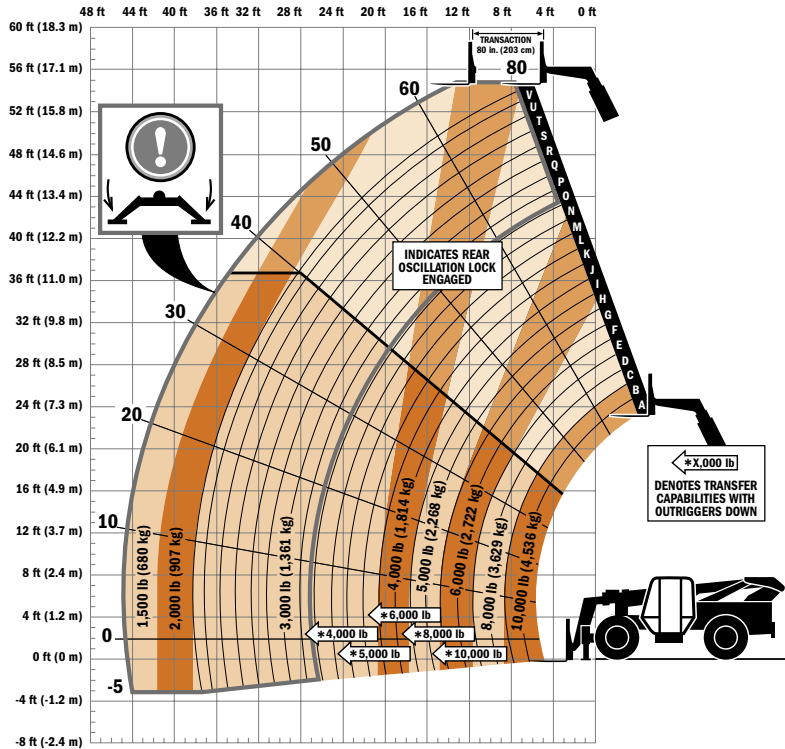 48 ft 44 ft 40 ft 36 ft 32 ft 28 ft 24 ft 20 ft 16 ft 12 ft 8 ft 4 ft 0 ft
60 ft (18.3 m)
56 ft (17.1 m)
52 ft (15.8 m)
48 ft (14.6 m)
44 ft (13.4 m)
40 ft (12.2 m)
36 ft (11.0 m)
32 ft (9.8 m)
28 ft (8.5 m)
24 ft (7.3 m)
20 ft (6.1 m)
16 ft (4.9 m)
12 ft (3.7 m)
8 ft (2.4 m)
4 ft (1.2 m)
0 ft (0 m)
-4 ft (-1.2 m)
-8 ft (-2.4 m)
TRANSACTION
80 in. (203 cm)
80
60
50
40
30
20
10
0
-5
!
V
U
T
S
R
Q
P
O
N
M
L
K
J
I
H
G
F
E
D
C
B
A
INDICATES REAR
OSCILLATION LOCK
ENGAGED
*X,000 lb
DENOTES TRANSFER
CAPABILITIES WITH
OUTRIGGERS DOWN
1,500 lb (680 kg)
2,000 lb (907 kg)
3,000 lb (1,361 kg)
4,000 lb (1,814 kg)
5,000 lb (2,268 kg)
6,000 lb (2,722 kg)
8,000 lb (3,629 kg)
10,000 lb (4,536 kg)
*6,000 lb
*4,000 lb
*8,000 lb
*5,000 lb
*10,000 lb